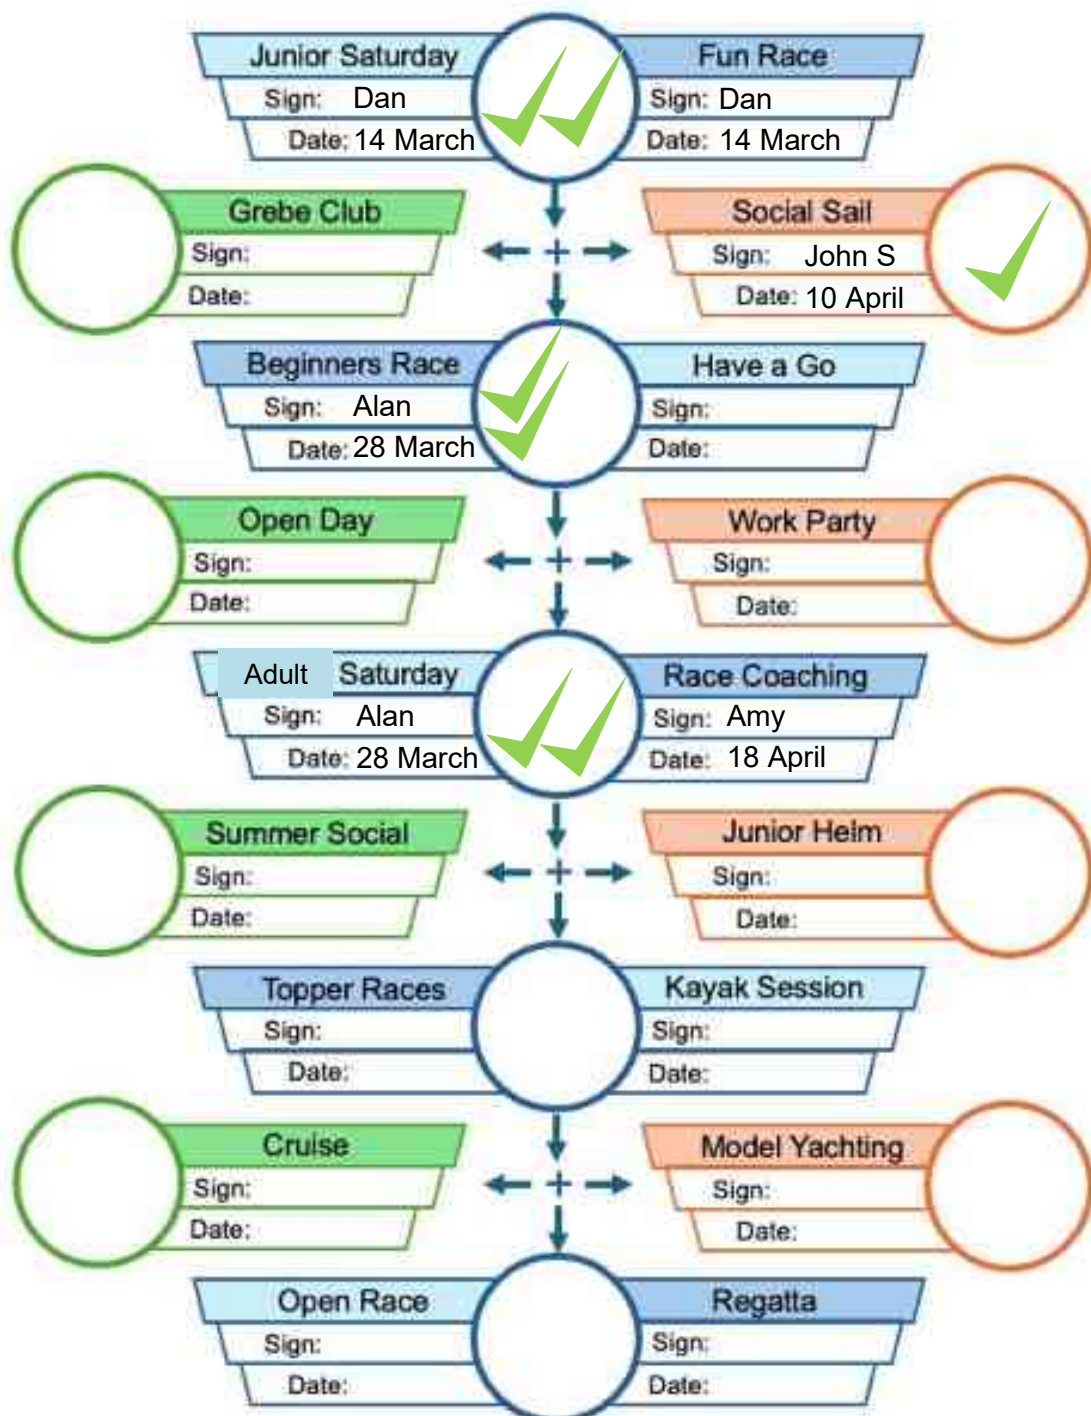 Junior Saturday
Sign: Dan
Date: 14 March
Fun Race
Sign: Dan
Date: 14 March
Grebe Club
Sign:
Date:
Social Sail
Sign: John S
Date: 10 April
Beginners Race
Sign: Alan
Date: 28 March
Have a Go
Sign:
Date:
Open Day
Sign:
Date:
Work Party
Sign:
Date:
Adult Saturday
Sign: Alan
Date: 28 March
Race Coaching
Sign: Amy
Date: 18 April
Summer Social
Sign:
Date:
Junior Helm
Sign:
Date:
Topper Races
Sign:
Date:
Kayak Session
Sign:
Date:
Cruise
Sign:
Date:
Model Yachting
Sign:
Date:
Open Race
Sign:
Date:
Regatta
Sign:
Date: